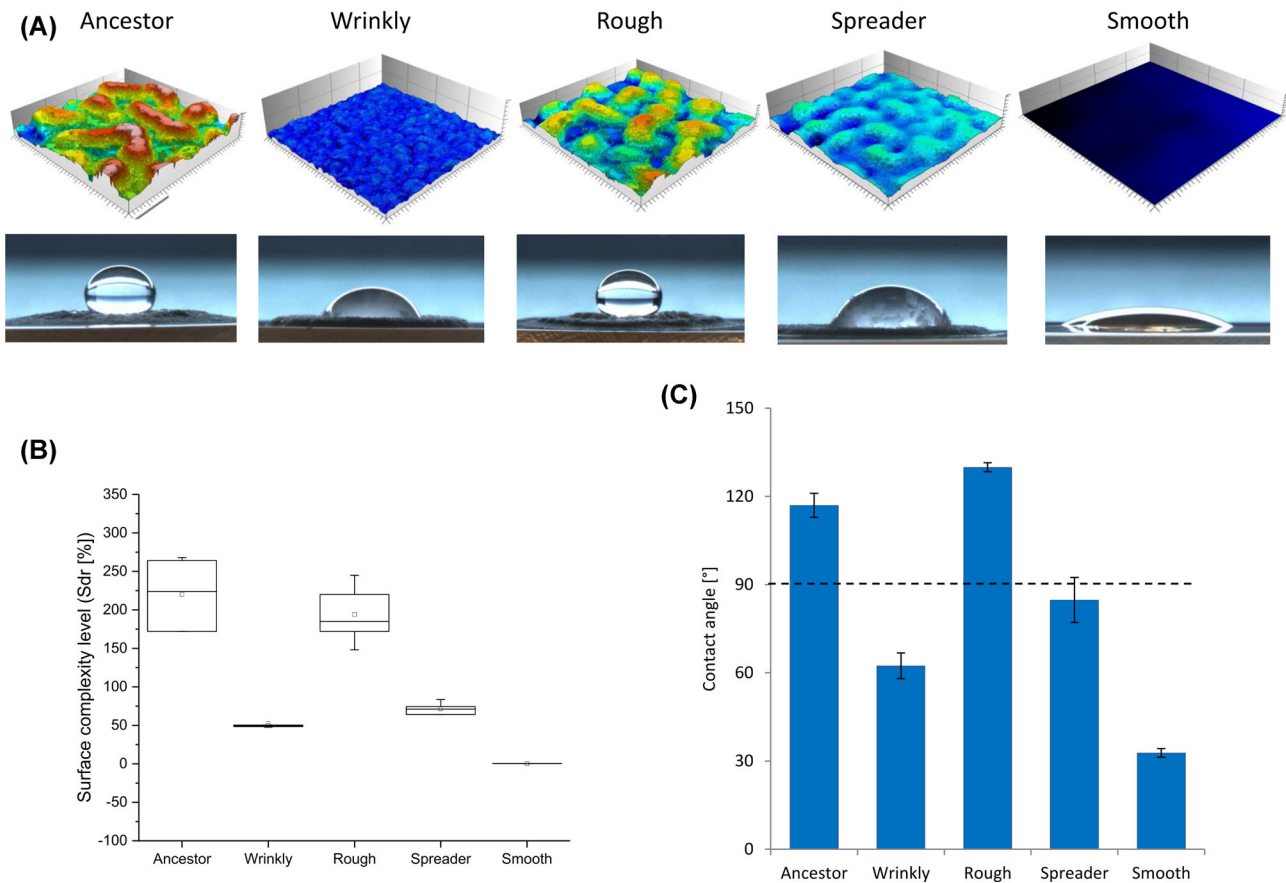 (A)
Ancestor Wrinkly Rough Spreader Smooth
(B)
Surface complexity level (Sdr [%])
350
300
250
200
150
100
50
0
-50
-100
Ancestor Wrinkly Rough Spreader Smooth
(C)
Contact angle [°]
150
120
90
60
30
0
Ancestor Wrinkly Rough Spreader Smooth